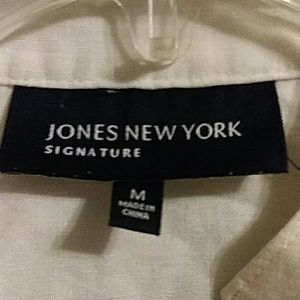 JONES NEW YORK
SIGNATURE
M
MADE IN
CHINA